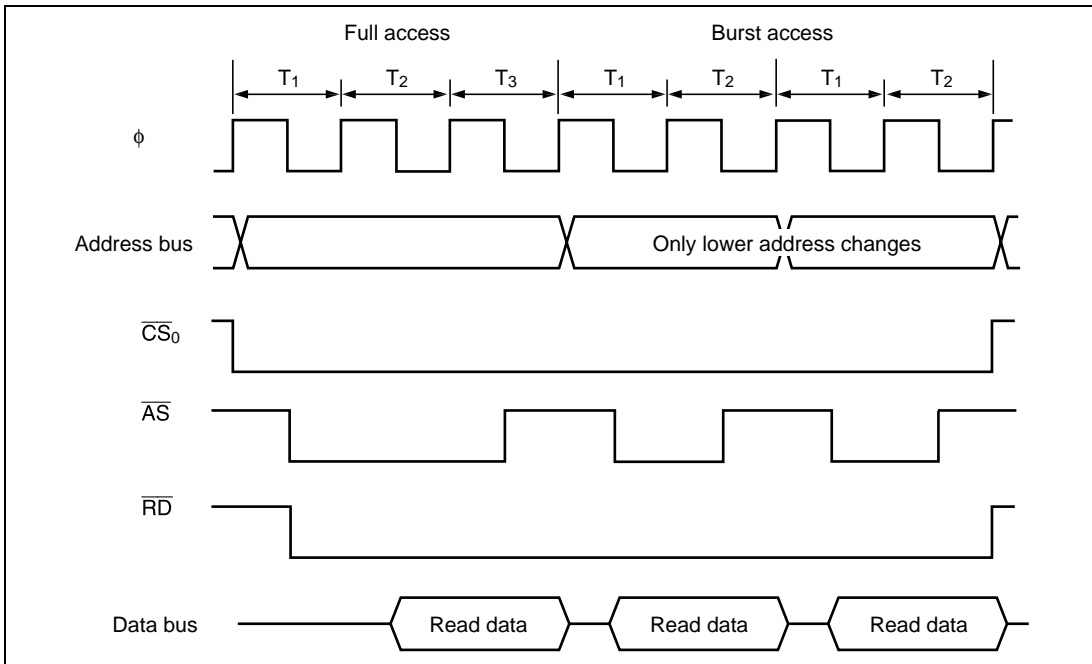 Full access Burst access
T1 T2 T3 T1 T2 T1 T2
φ
Address bus Only lower address changes
CS0
AS
RD
Data bus Read data Read data Read data